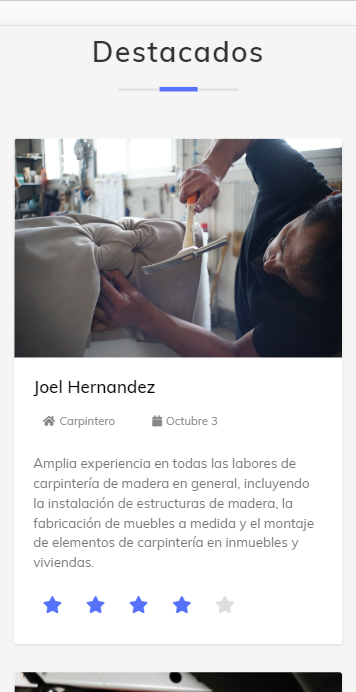 Destacados
Joel Hernandez
Carpintero Octubre 3
Amplia experiencia en todas las labores de
carpintería de madera en general, incluyendo
la instalación de estructuras de madera, la
fabricación de muebles a medida y el montaje
de elementos de carpintería en inmuebles y
viviendas.